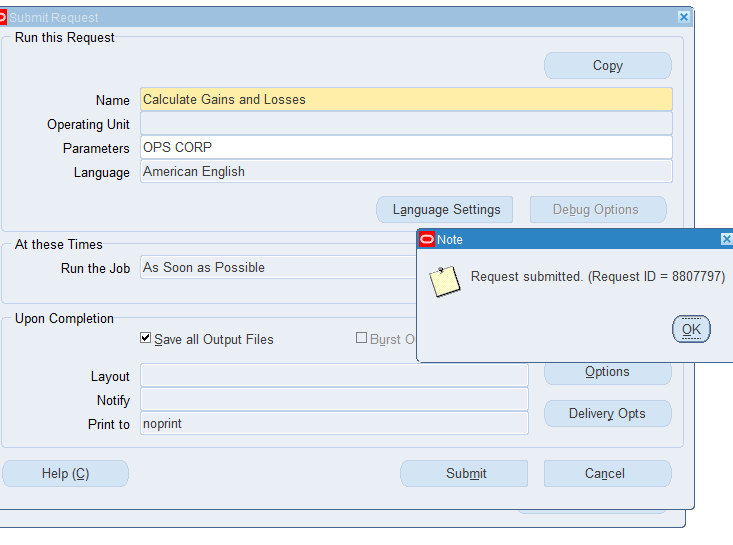 Submit Request
Run this Request
Copy
Name Calculate Gains and Losses
Operating Unit
Parameters OPS CORP
Language American English
Language Settings Debug Options
Note
At these Times
Run the Job As Soon as Possible
Request submitted. (Request ID = 8807797)
Upon Completion
OK
Save all Output Files Burst O
Layout Options
Notify
Print to noprint Delivery Opts
Help (C) Submit Cancel